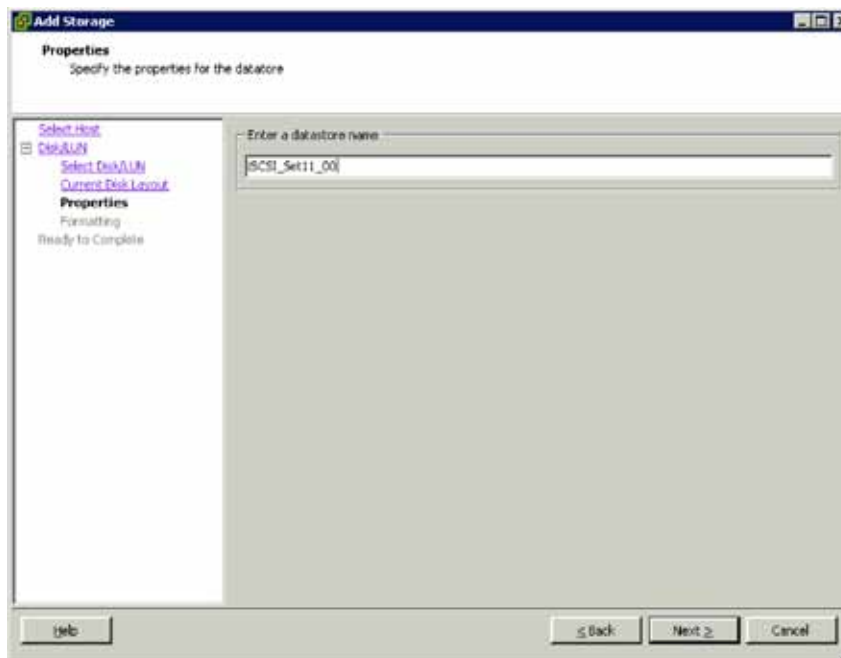 Add Storage
Properties
Specify the properties for the datatore
Select Host
Disk/LUN
Select Disk/LUN
Current Disk Layout
Properties
Formatting
Ready to Complete
Enter a datastore name
iSCSI_Set11_00
Help
< Back
Next >
Cancel